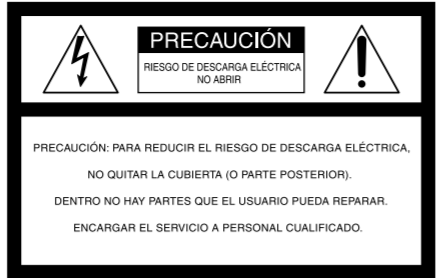 PRECAUCIÓN
RIESGO DE DESCARGA ELÉCTRICA
NO ABRIR
PRECAUCIÓN: PARA REDUCIR EL RIESGO DE DESCARGA ELÉCTRICA,
NO QUITAR LA CUBIERTA (O PARTE POSTERIOR).
DENTRO NO HAY PARTES QUE EL USUARIO PUEDA REPARAR.
ENCARGAR EL SERVICIO A PERSONAL CUALIFICADO.